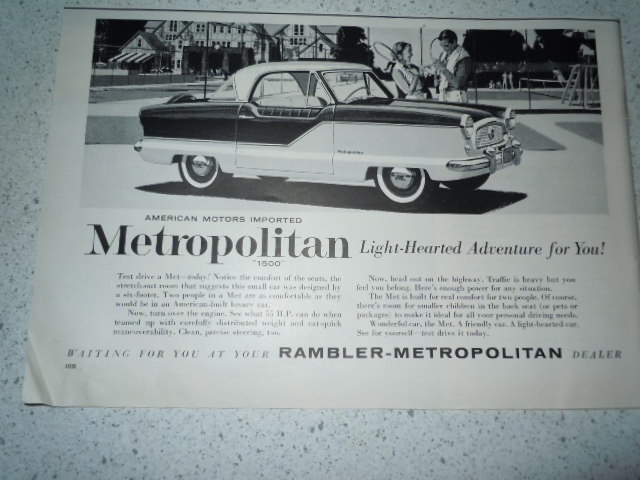 Metropolitan
AMERICAN MOTORS IMPORTED
Metropolitan
"1500"
Light-Hearted Adventure for You!
Test drive a Met—today! Notice the comfort of the seats, the
stretch-out room that suggests this small car was designed by
a six-footer. Two people in a Met are as comfortable as they
would be in an American-built luxury car.
Now, turn over the engine. See what 55 H.P. can do when
teamed up with carefully distributed weight and cat-quick
maneuverability. Clean, precise steering, too.
Now, head out on the highway. Traffic is heavy but you
feel you belong. Here's enough power for any situation.
The Met is built for real comfort for two people. Of course,
there's room for smaller children in the back seat (or pets or
packages) to make it ideal for all your personal driving needs.
Wonderful car, the Met. A friendly car. A light-hearted car.
See for yourself—test drive it today.
WAITING FOR YOU AT YOUR RAMBLER-METROPOLITAN DEALER
102